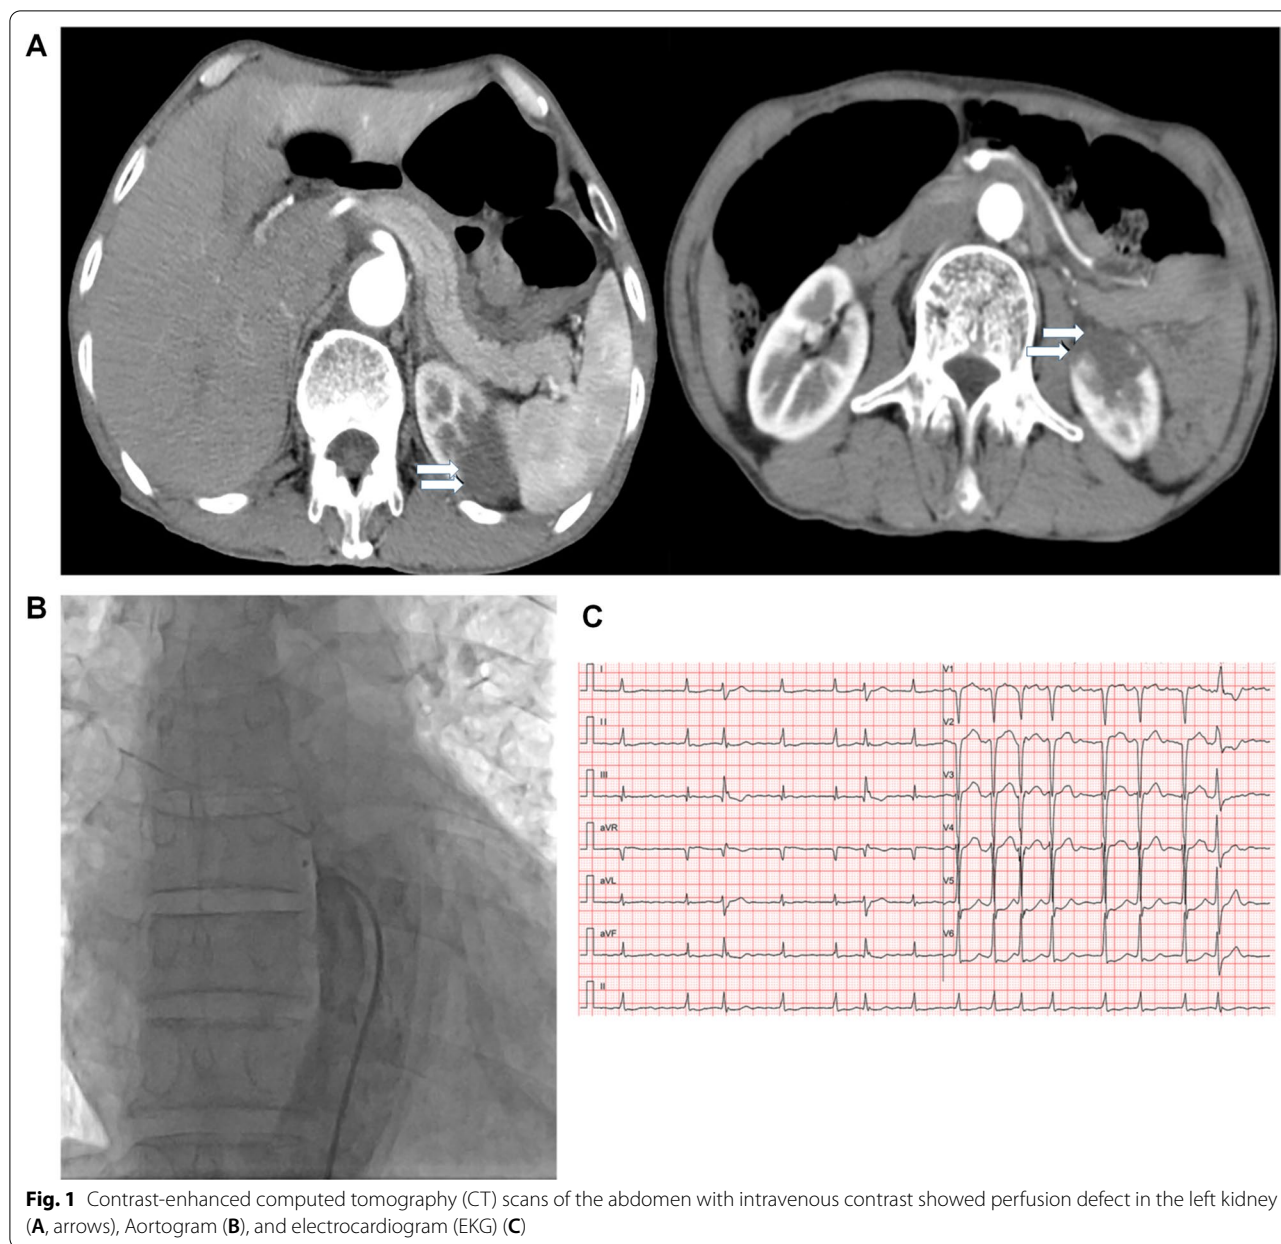 A
B
C
I
V1
II
V2
III
V3
aVR
V4
aVL
V5
aVF
V6
II
Fig. 1 Contrast-enhanced computed tomography (CT) scans of the abdomen with intravenous contrast showed perfusion defect in the left kidney
(A, arrows), Aortogram (B), and electrocardiogram (EKG) (C)